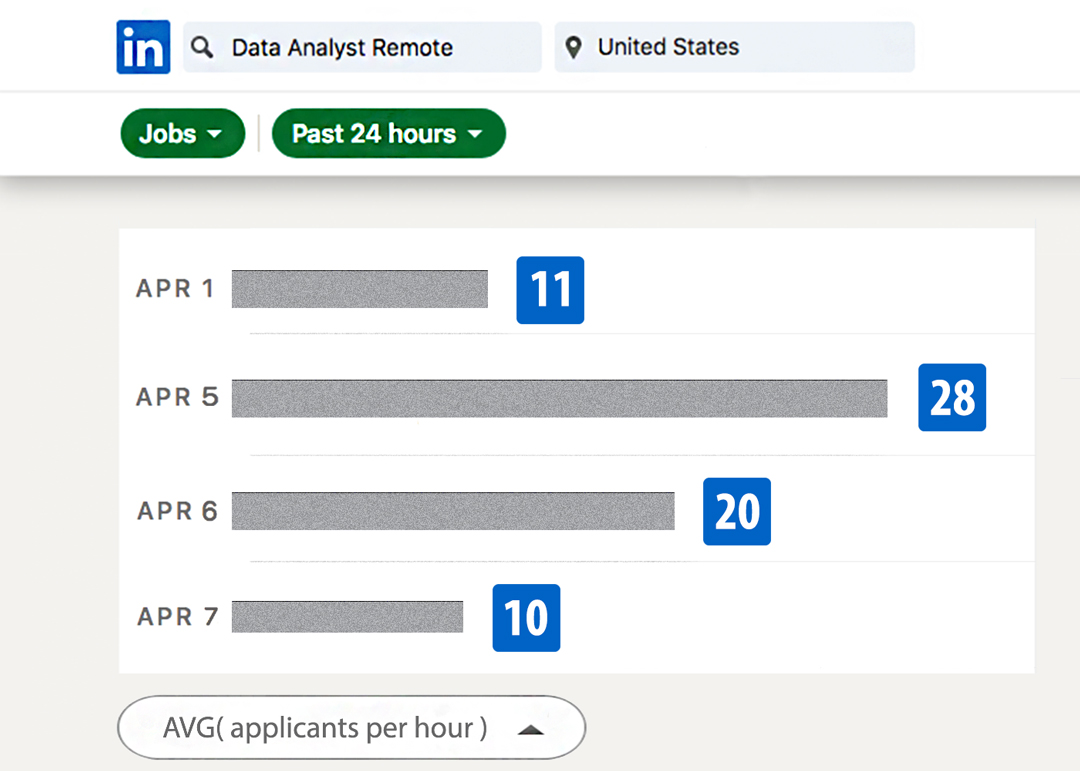 in Data Analyst Remote United States
Jobs Past 24 hours
APR 1 11
APR 5 28
APR 6 20
APR 7 10
AVG( applicants per hour )